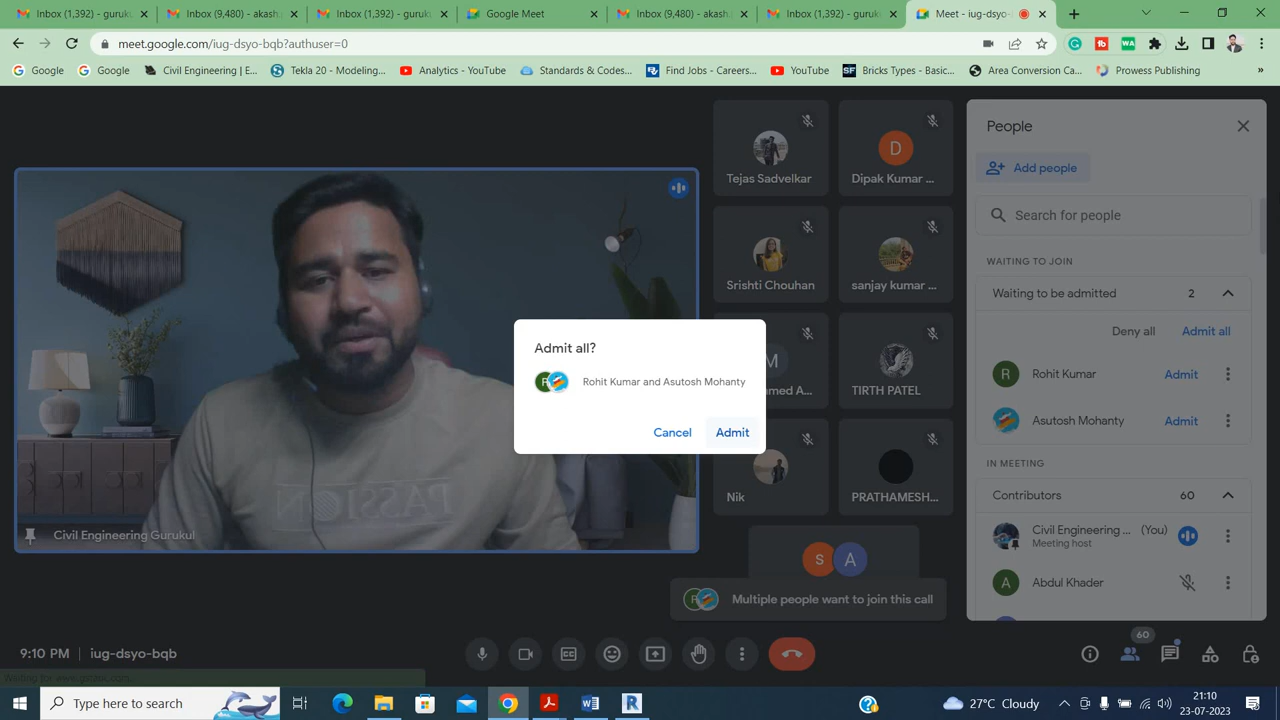 Inbox (1,392) - guruku
Inbox (9,480) - akash.
Inbox (1,392) - guruku
Google Meet
Inbox (9,480) - akash.
Inbox (1,392) - guruku
Meet - iug-dsyo-
meet.google.com/iug-dsyo-bqb?authuser=0
Google
Google
Civil Engineering | E...
Tekla 20 - Modeling...
Analytics - YouTube
Standards & Codes...
Find Jobs - Careers...
YouTube
Bricks Types - Basic...
Area Conversion Ca...
Prowess Publishing
»
PASSION
Civil Engineering Gurukul
Tejas Sadvelkar
D
Dipak Kumar ...
Srishti Chouhan
sanjay kumar ...
M
TIRTH PATEL
Nik
PRATHAMESH...
S A
Multiple people want to join this call
Admit all?
Rohit Kumar and Asutosh Mohanty
Cancel Admit
People
Add people
Search for people
WAITING TO JOIN
Waiting to be admitted 2
Deny all Admit all
R Rohit Kumar Admit
Asutosh Mohanty Admit
IN MEETING
Contributors 60
Civil Engineering ... (You)
Meeting host
A Abdul Khader
9:10 PM | iug-dsyo-bqb
60
Type here to search
27°C Cloudy
21:10
23-07-2023